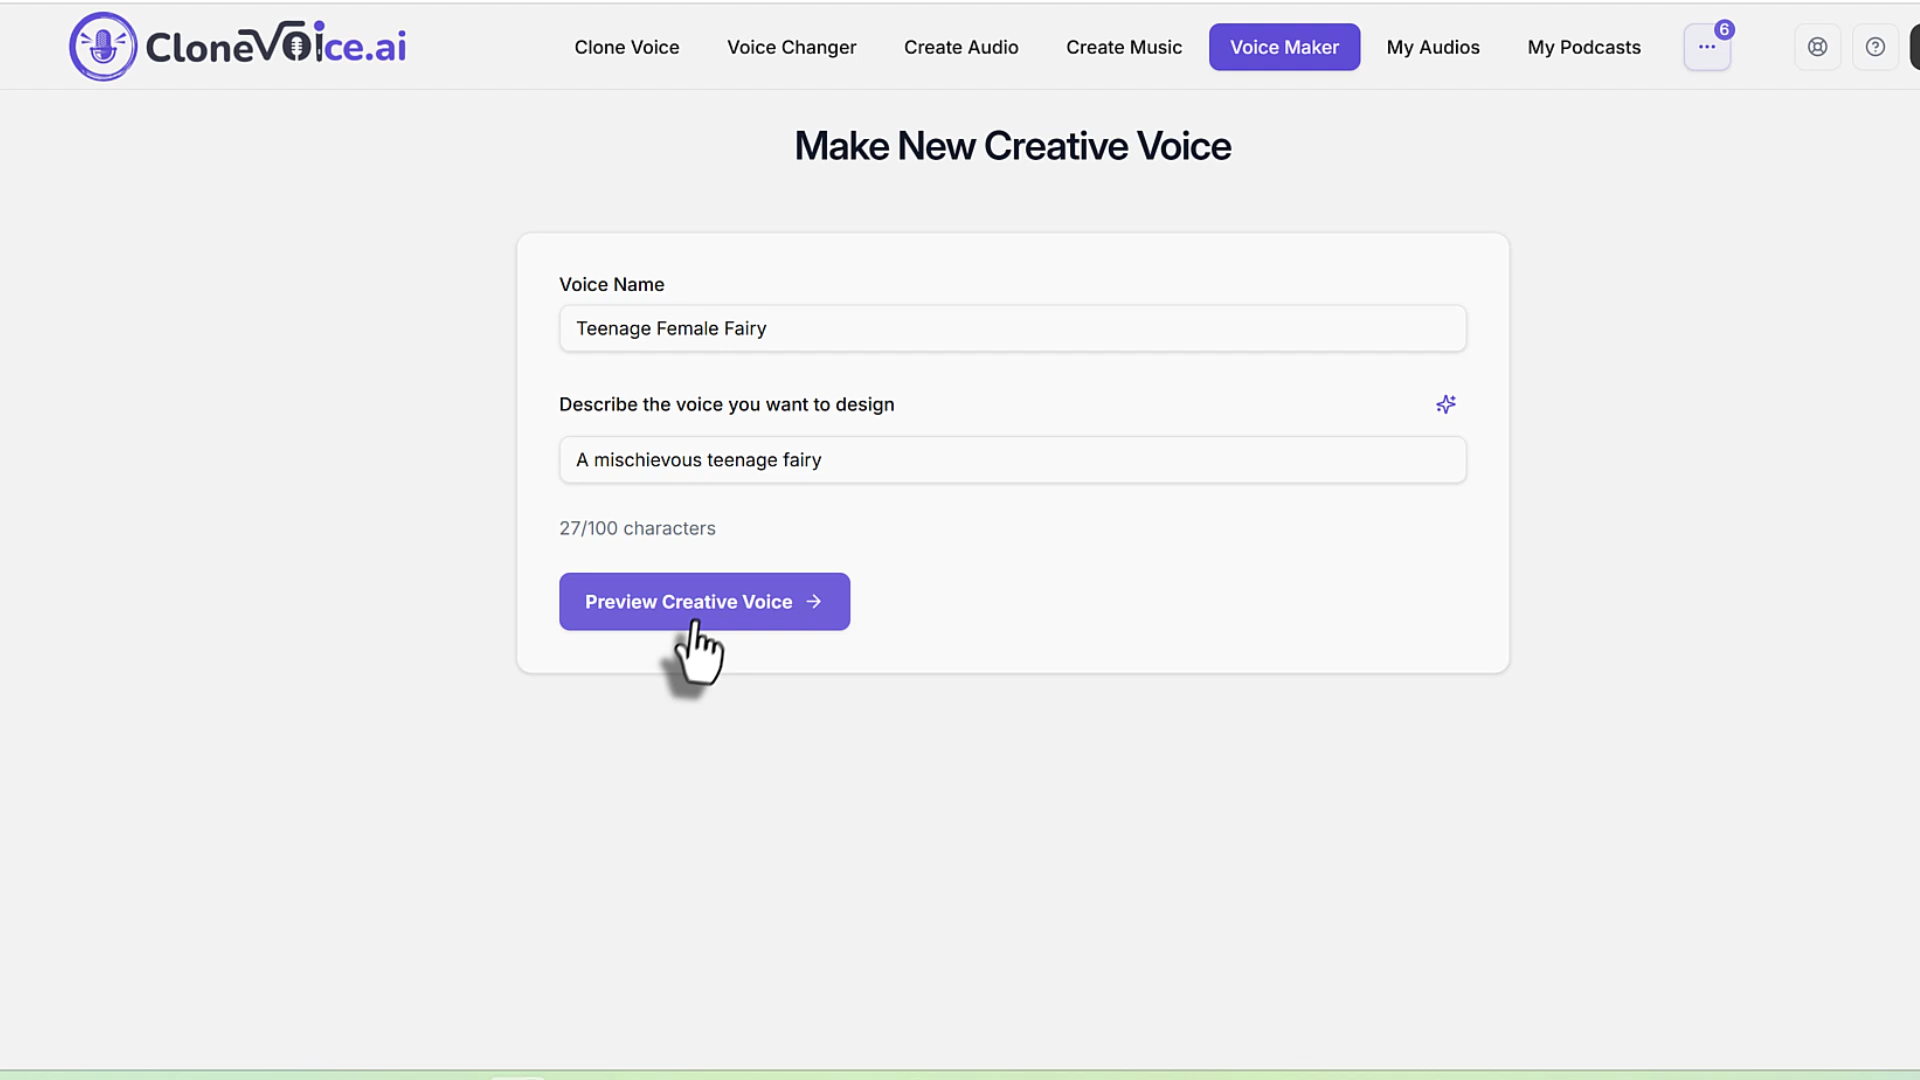 CloneVoice.ai
Clone Voice
Voice Changer
Create Audio
Create Music
Voice Maker
My Audios
My Podcasts
6
Make New Creative Voice
Voice Name
Teenage Female Fairy
Describe the voice you want to design
A mischievous teenage fairy
27/100 characters
Preview Creative Voice →